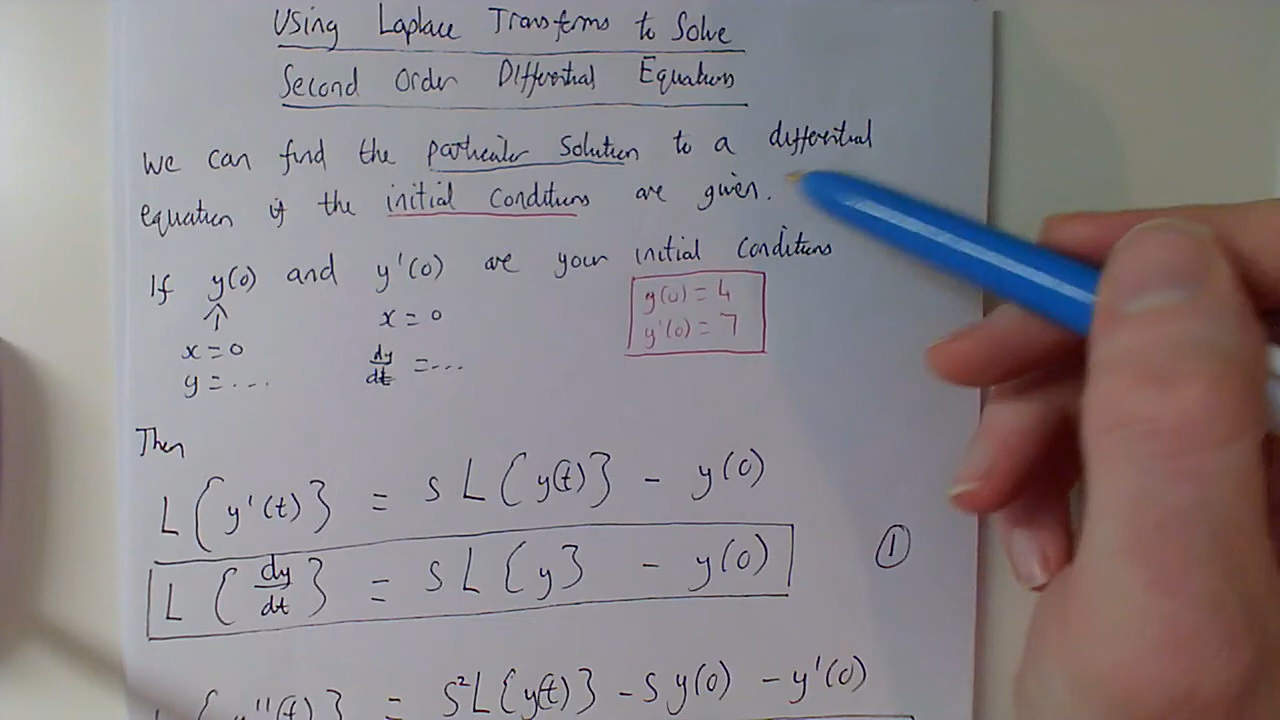 Using Laplace Transforms to Solve
Second Order Differential Equations
We can find the particular solution to a differential
equation if the initial conditions are given.
If y(0) and y'(0) are your initial conditions
y(0) = 4
y'(0) = 7
x = 0
y = ....
x = 0
dy/dt = ...
Then
L{y'(t)} = s L{y(t)} - y(0)
L{dy/dt} = s L{y} - y(0)
①
L{y''(t)} = s²L{y(t)} - s y(0) - y'(0)